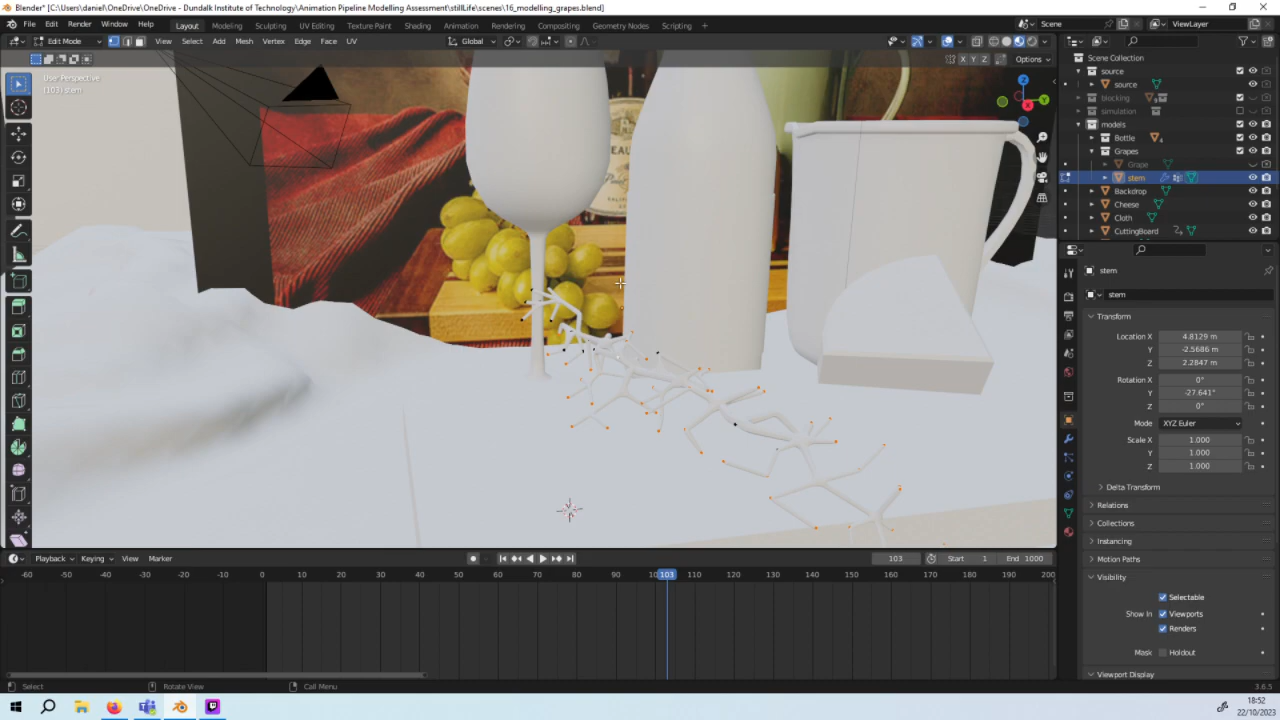 Blender* [C:\Users\daniel\OneDrive\OneDrive - Dundalk Institute of Technology\Animation Pipeline Modelling Assessment\stillLife\scenes\16_modelling_grapes.blend]
File Edit Render Window Help Layout Modeling Sculpting UV Editing Texture Paint Shading Animation Rendering Compositing Geometry Nodes Scripting + Scene ViewLayer
Edit Mode View Select Add Mesh Vertex Edge Face UV Global
X Y Z Options
User Perspective
(103) stem
Z
Y
X
BEAU
Scene Collection
source
source
blocking
simulation
models
Bottle
Grapes
Grape
stem
Backdrop
Cheese
Cloth
CuttingBoard
stem
stem
Transform
Location X 4.8129 m
Y -2.5686 m
Z 2.2847 m
Rotation X 0°
Y -27.641°
Z 0°
Mode XYZ Euler
Scale X 1.000
Y 1.000
Z 1.000
Delta Transform
Relations
Collections
Instancing
Motion Paths
Visibility
Selectable
Show In Viewports
Renders
Mask Holdout
Viewport Display
Playback Keying View Marker 103 Start 1 End 1000
-60 -50 -40 -30 -20 -10 0 10 20 30 40 50 60 70 80 90 103 110 120 130 140 150 160 170 180 190 200
Select Rotate View Call Menu 3.6.5
18:52
22/10/2023